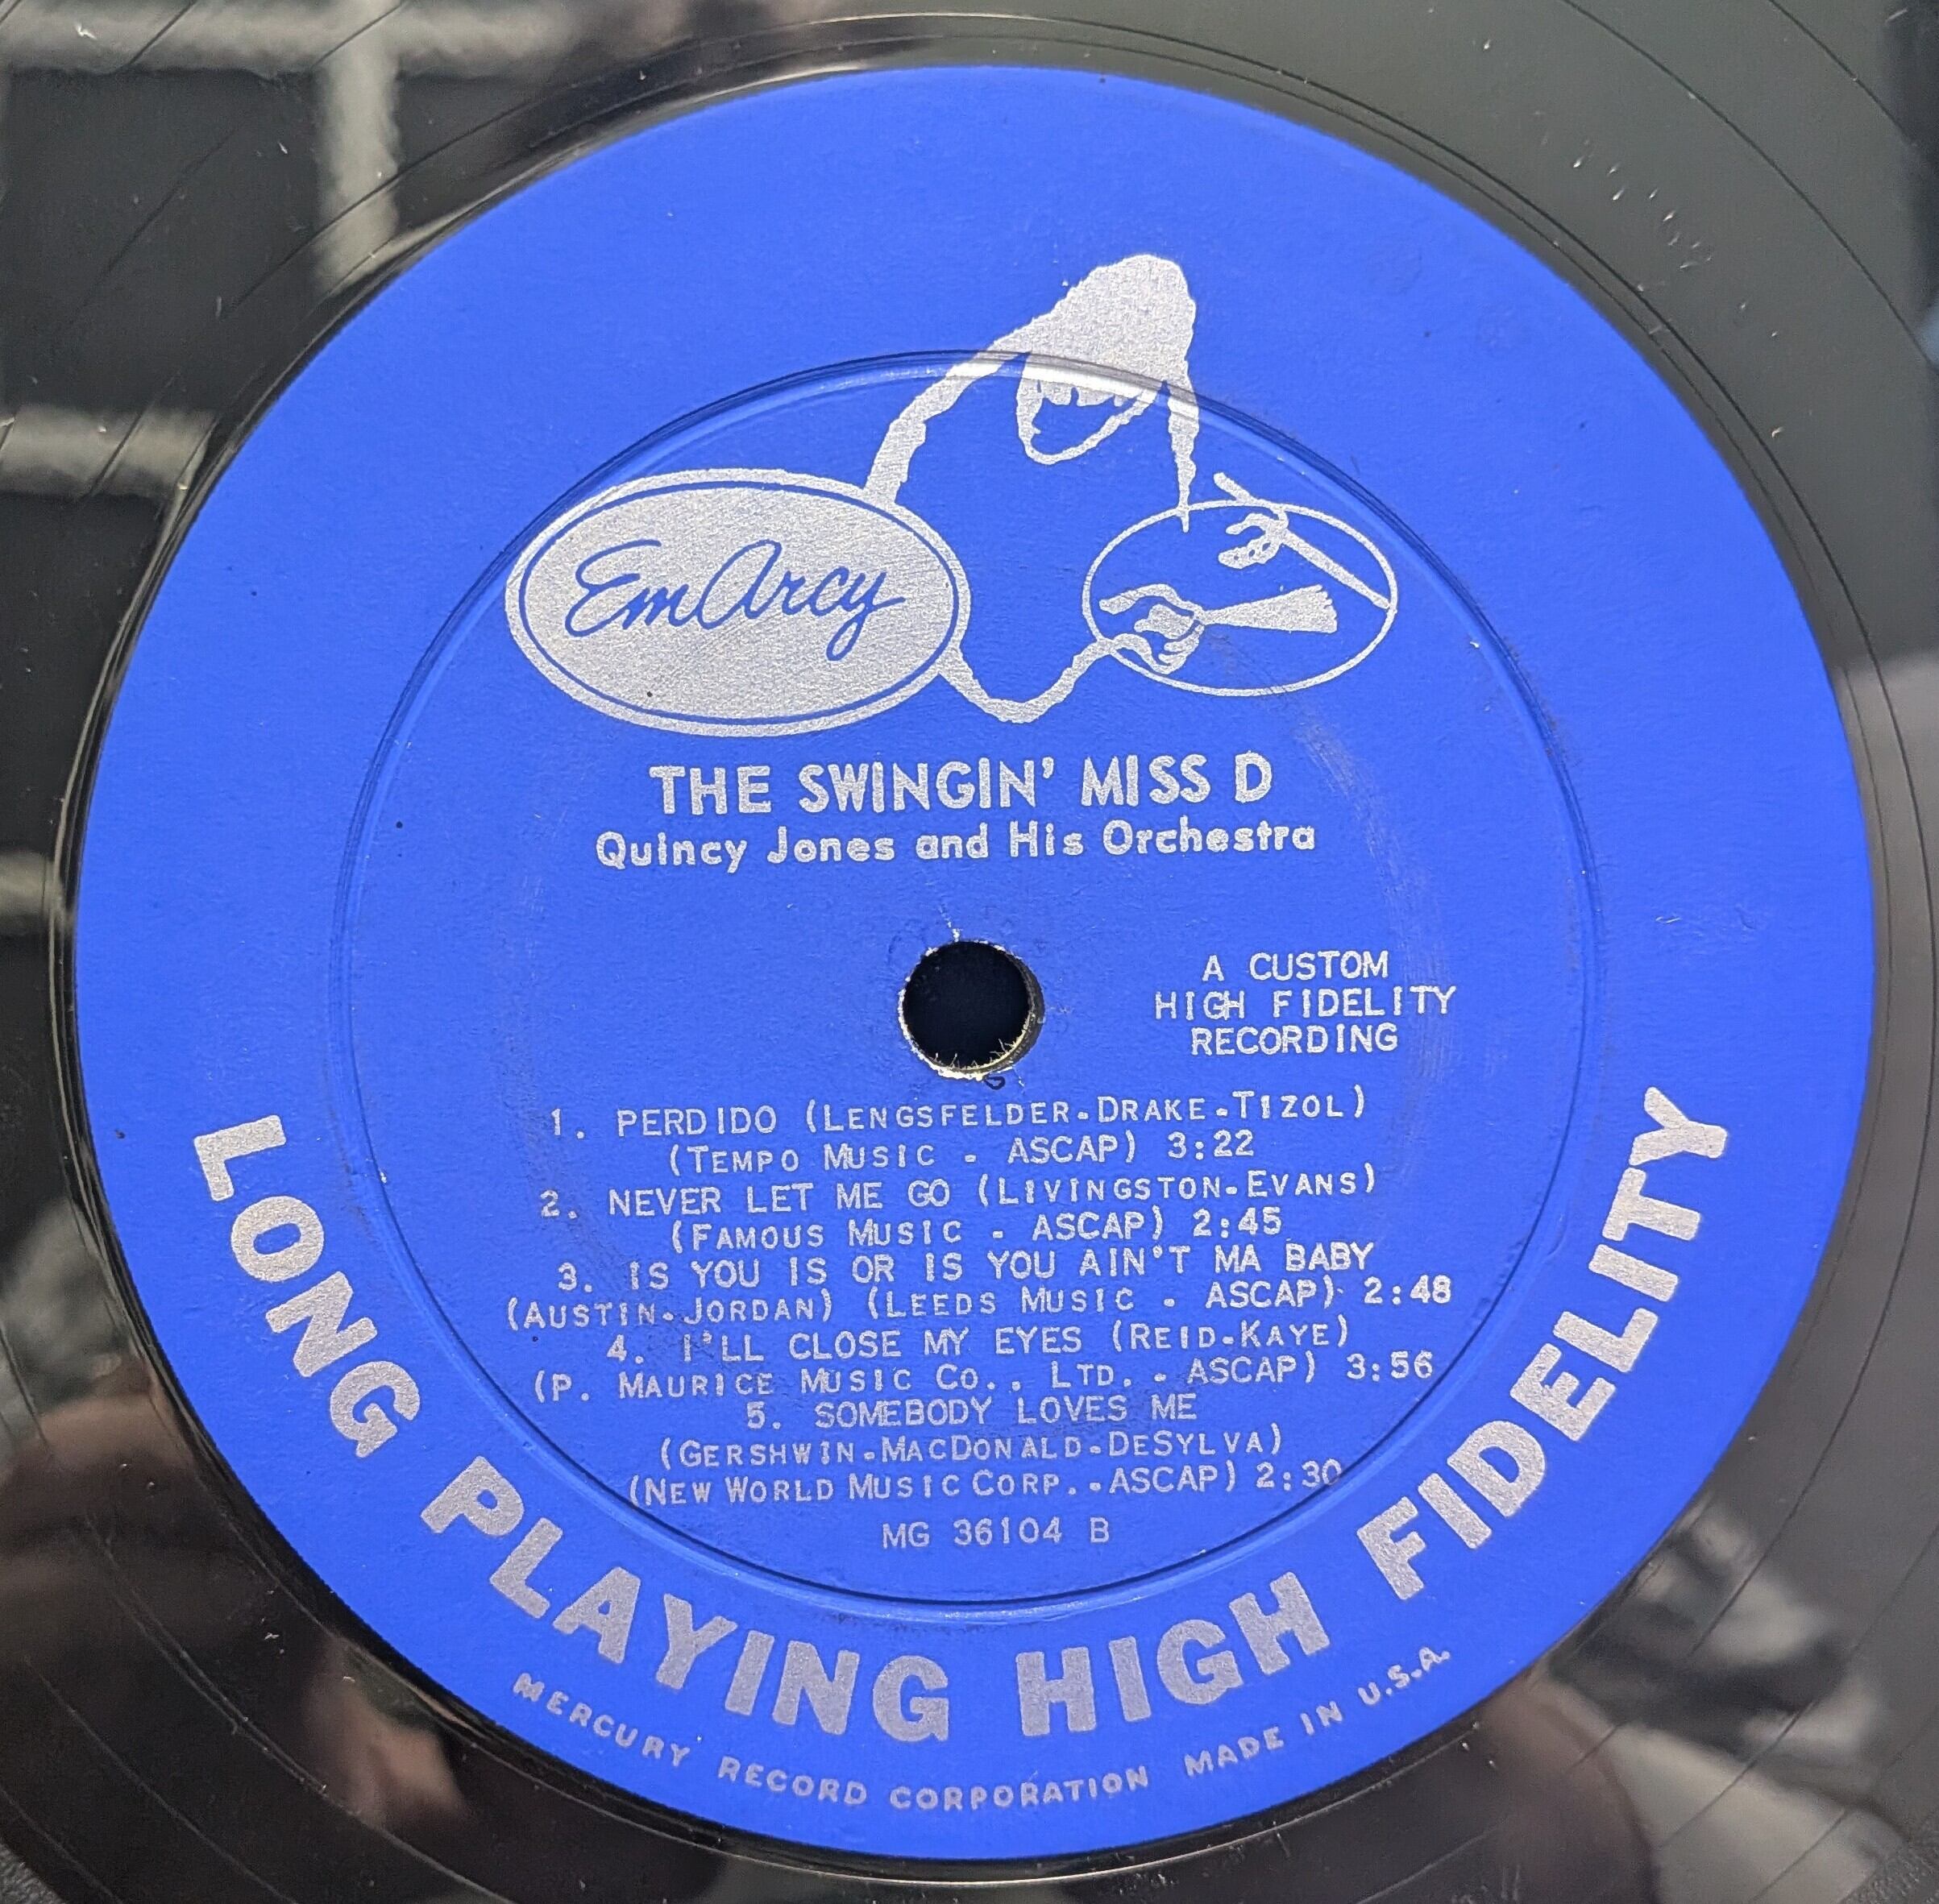 EmArcy
THE SWINGIN' MISS D
Quincy Jones and His Orchestra
A CUSTOM
HIGH FIDELITY
RECORDING
1. PERDIDO (LENGSFELDER-DRAKE-TIZOL)
(TEMPO MUSIC - ASCAP) 3:22
2. NEVER LET ME GO (LIVINGSTON-EVANS)
(FAMOUS MUSIC - ASCAP) 2:45
3. IS YOU IS OR IS YOU AIN'T MA BABY
(AUSTIN-JORDAN) (LEEDS MUSIC - ASCAP) 2:48
4. I'LL CLOSE MY EYES (REID-KAYE)
(P. MAURICE MUSIC CO., LTD. - ASCAP) 3:56
5. SOMEBODY LOVES ME
(GERSHWIN-MACDONALD-DESYLVA)
(NEW WORLD MUSIC CORP.-ASCAP) 2:30
MG 36104 B
LONG PLAYING HIGH FIDELITY
MERCURY RECORD CORPORATION MADE IN U.S.A.